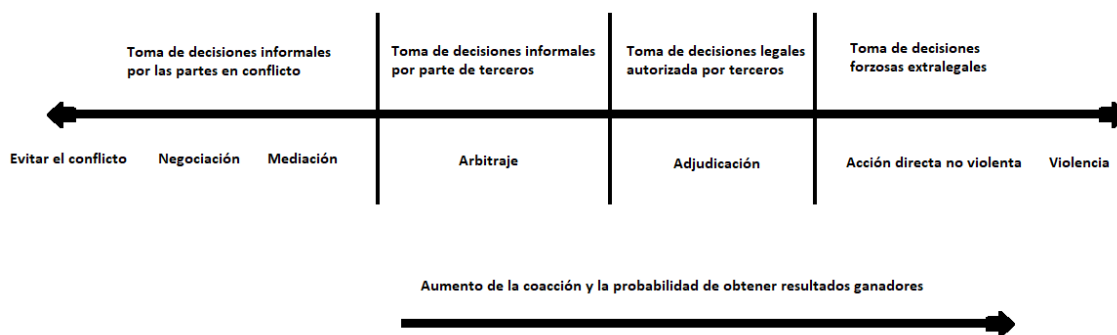 Toma de decisiones informales
por las partes en conflicto
Toma de decisiones informales
por parte de terceros
Toma de decisiones legales
autorizada por terceros
Toma de decisiones
forzosas extralegales
Evitar el conflicto
Negociación
Mediación
Arbitraje
Adjudicación
Acción directa no violenta
Violencia
Aumento de la coacción y la probabilidad de obtener resultados ganadores